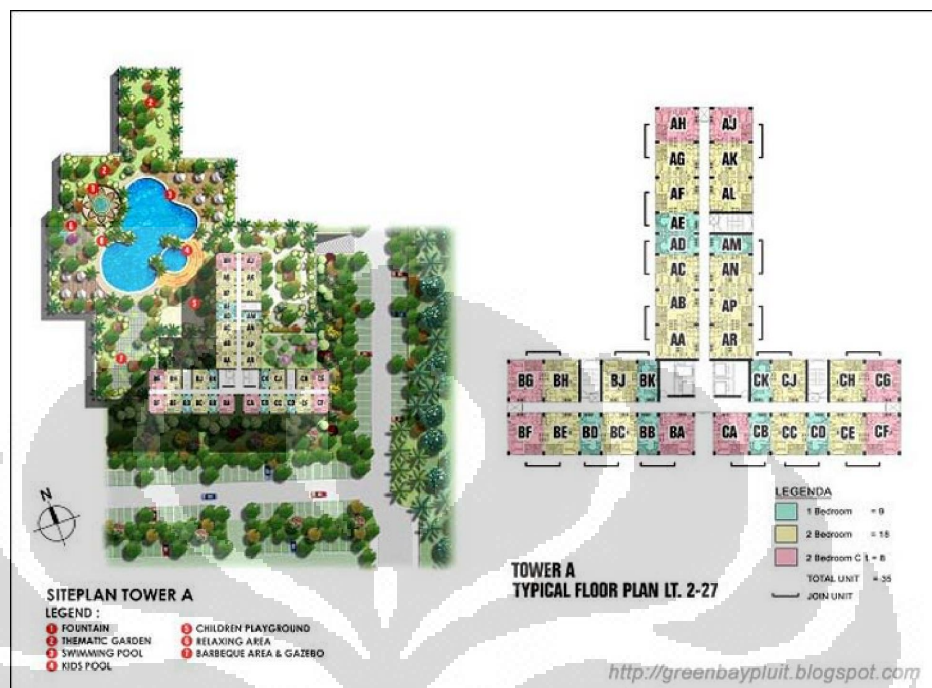 AH AJ
AG AK
AF AL
AE
AD AM
AC AN
AB AP
AA AR
BG BH BJ BK CK CJ CH CG
BF BE BD BC BB BA CA CB CC CD CE CF
N
SITEPLAN TOWER A
LEGEND :
1 FOUNTAIN
2 THEMATIC GARDEN
3 SWIMMING POOL
4 KIDS POOL
5 CHILDREN PLAYGROUND
6 RELAXING AREA
7 BARBEQUE AREA & GAZEBO
TOWER A
TYPICAL FLOOR PLAN LT. 2-27
LEGENDA
1 Bedroom = 9
2 Bedroom = 18
2 Bedroom C = 8
TOTAL UNIT = 35
JOIN UNIT
http://greenbaypluit.blogspot.com